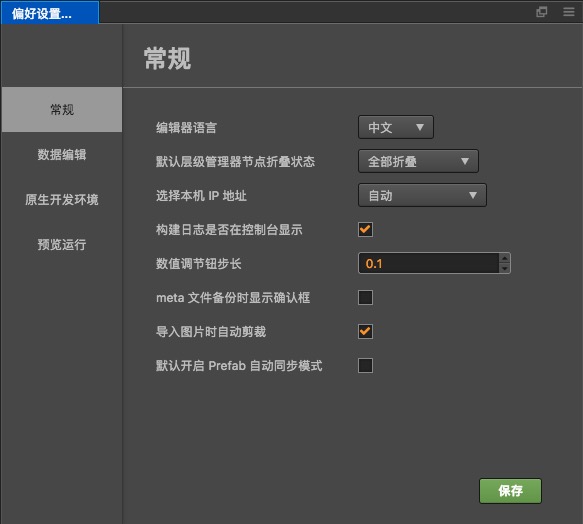 偏好设置...
常规
数据编辑
原生开发环境
预览运行
常规
编辑器语言 中文
默认层级管理器节点折叠状态 全部折叠
选择本机 IP 地址 自动
构建日志是否在控制台显示
数值调节钮步长 0.1
meta 文件备份时显示确认框
导入图片时自动剪裁
默认开启 Prefab 自动同步模式
保存